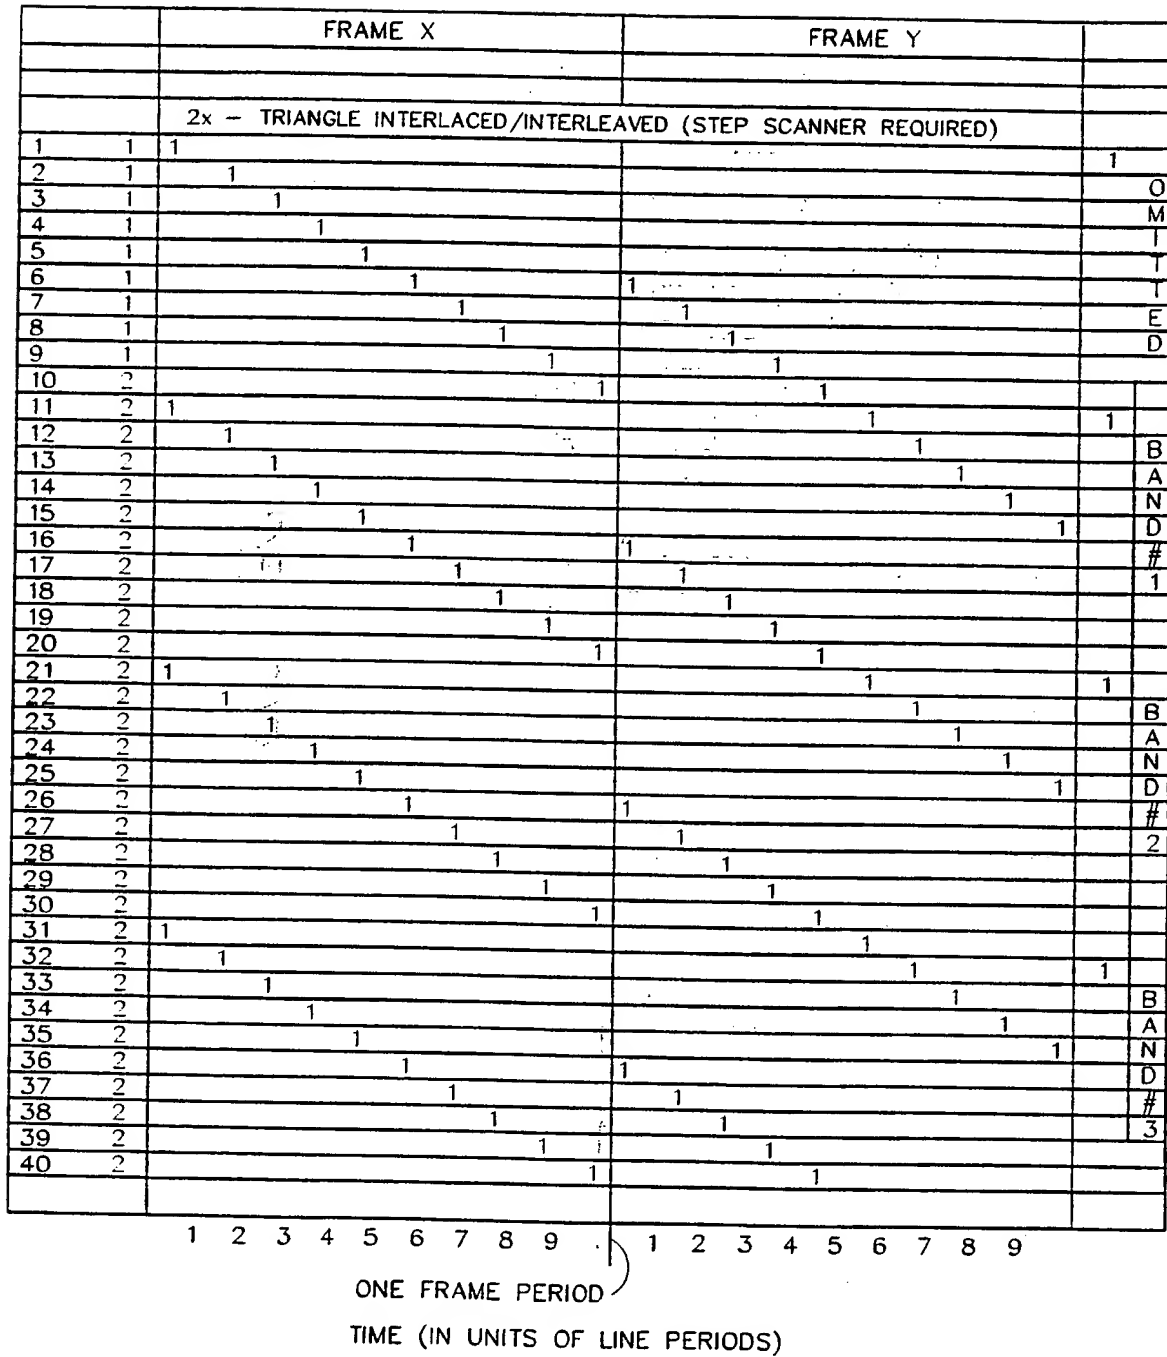 FRAME X FRAME Y
2x – TRIANGLE INTERLACED/INTERLEAVED (STEP SCANNER REQUIRED)
1 1 1 1
2 1 1 O
3 1 1 M
4 1 1 I
5 1 1 T
6 1 1 1 T
7 1 1 1 E
8 1 1 1 D
9 1 1 1
10 2 1 1
11 2 1 1 1
12 2 1 1 B
13 2 1 1 A
14 2 1 1 N
15 2 1 1 D
16 2 1 1 #
17 2 1 1 1
18 2 1 1
19 2 1 1
20 2 1 1
21 2 1 1 1
22 2 1 1 B
23 2 1 1 A
24 2 1 1 N
25 2 1 1 D
26 2 1 1 #
27 2 1 1 2
28 2 1 1
29 2 1 1
30 2 1 1
31 2 1 1
32 2 1 1 1
33 2 1 1 B
34 2 1 1 A
35 2 1 1 N
36 2 1 1 D
37 2 1 1 #
38 2 1 1 3
39 2 1 1
40 2 1 1
1 2 3 4 5 6 7 8 9 1 2 3 4 5 6 7 8 9
ONE FRAME PERIOD
TIME (IN UNITS OF LINE PERIODS)